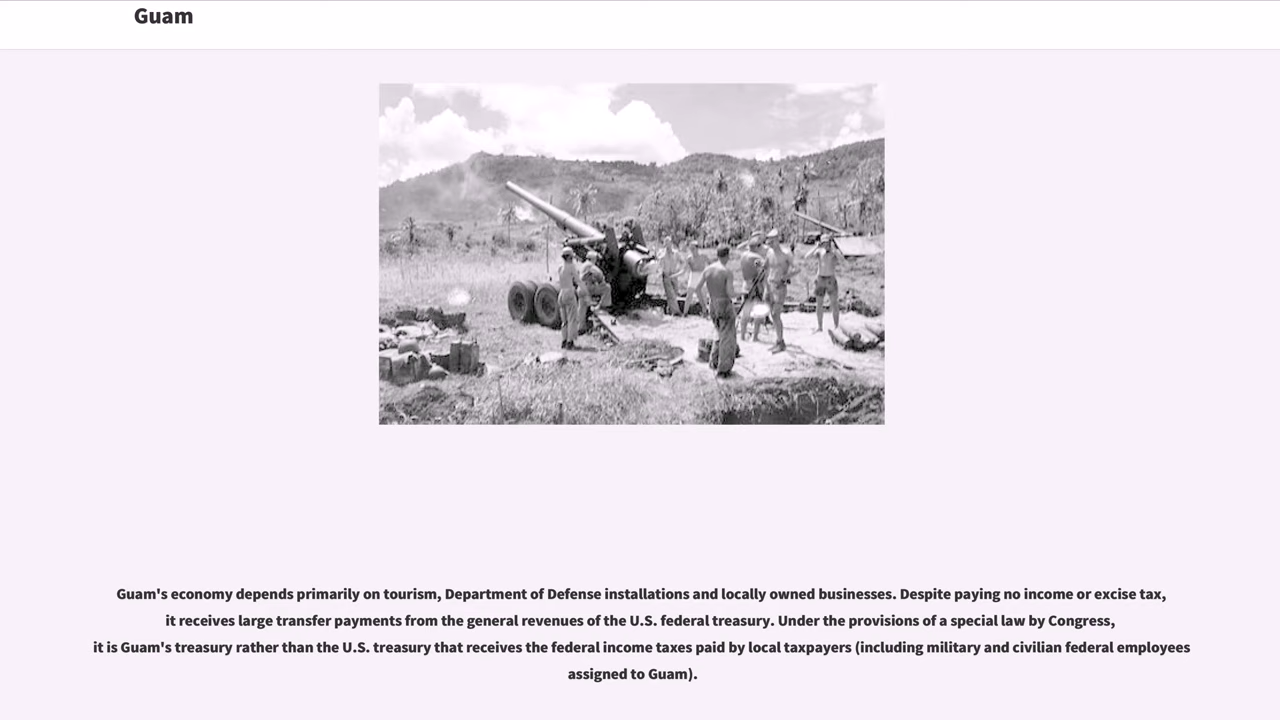 Guam
Guam's economy depends primarily on tourism, Department of Defense installations and locally owned businesses. Despite paying no income or excise tax,
it receives large transfer payments from the general revenues of the U.S. federal treasury. Under the provisions of a special law by Congress,
it is Guam's treasury rather than the U.S. treasury that receives the federal income taxes paid by local taxpayers (including military and civilian federal employees
assigned to Guam).